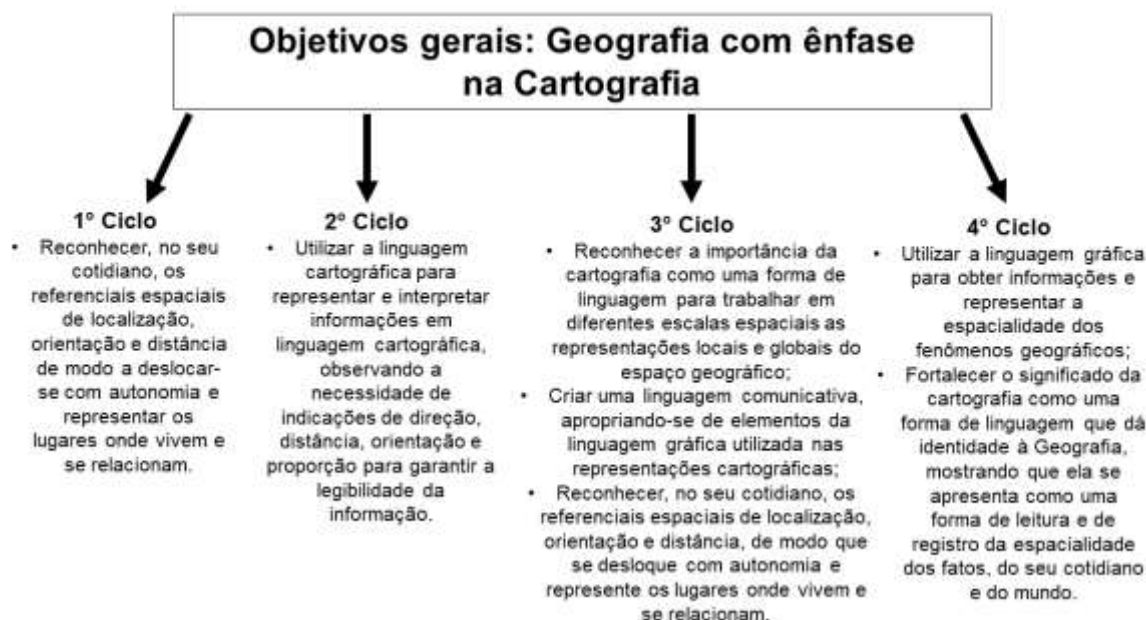 Objetivos gerais: Geografia com ênfase
na Cartografia
1º Ciclo
• Reconhecer, no seu
cotidiano, os
referenciais espaciais
de localização,
orientação e distância
de modo a deslocar-
se com autonomia e
representar os
lugares onde vivem e
se relacionam.
2º Ciclo
• Utilizar a linguagem
cartográfica para
representar e interpretar
informações em
linguagem cartográfica,
observando a
necessidade de
indicações de direção,
distância, orientação e
proporção para garantir a
legibilidade da
informação.
3º Ciclo
• Reconhecer a importância da
cartografia como uma forma de
linguagem para trabalhar em
diferentes escalas espaciais as
representações locais e globais do
espaço geográfico;
• Criar uma linguagem comunicativa,
apropriando-se de elementos da
linguagem gráfica utilizada nas
representações cartográficas;
• Reconhecer, no seu cotidiano, os
referenciais espaciais de localização,
orientação e distância, de modo que
se desloque com autonomia e
represente os lugares onde vivem e
se relacionam.
4º Ciclo
• Utilizar a linguagem gráfica
para obter informações e
representar a
espacialidade dos
fenômenos geográficos;
• Fortalecer o significado da
cartografia como uma
forma de linguagem que dá
identidade à Geografia,
mostrando que ela se
apresenta como uma
forma de leitura e de
registro da espacialidade
dos fatos, do seu cotidiano
e do mundo.